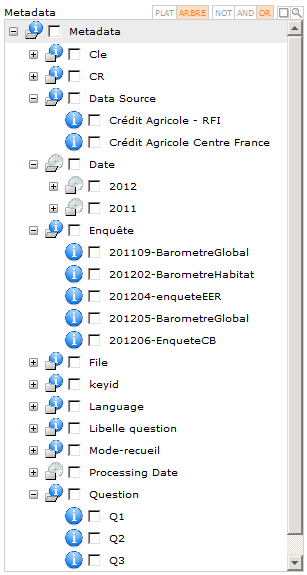 Metadata PLAT ARBRE NOT AND OR
Metadata
Cle
CR
Data Source
Crédit Agricole - RFI
Crédit Agricole Centre France
Date
2012
2011
Enquête
201109-BarometreGlobal
201202-BarometreHabitat
201204-enqueteEER
201205-BarometreGlobal
201206-EnqueteCB
File
keyid
Language
Libelle question
Mode-recueil
Processing Date
Question
Q1
Q2
Q3